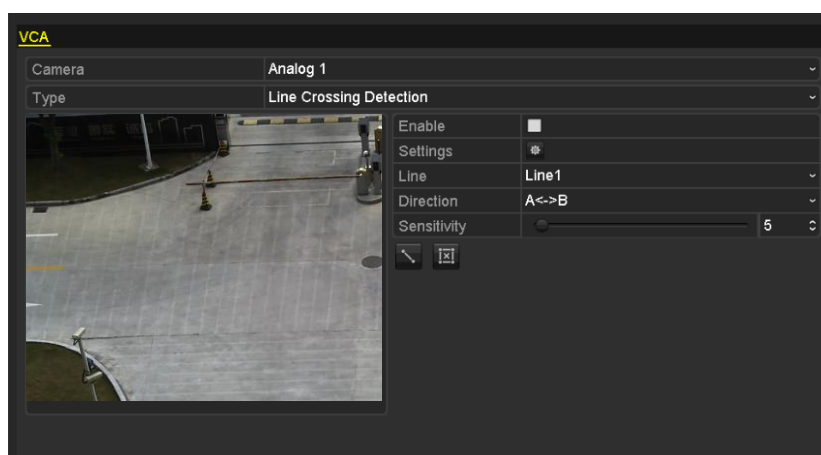 VCA
Camera Analog 1
Type Line Crossing Detection
Enable
Settings
Line Line1
Direction A<->B
Sensitivity 5